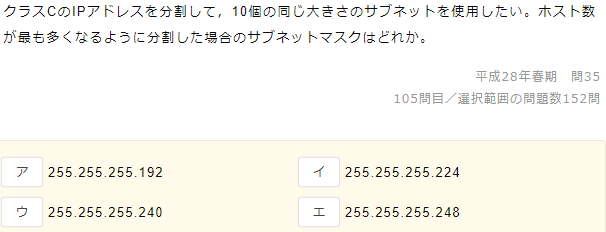 クラスCのIPアドレスを分割して，10個の同じ大きさのサブネットを使用したい。ホスト数
が最も多くなるように分割した場合のサブネットマスクはどれか。
平成28年春期　問35
105問目／選択範囲の問題数152問
ア 255.255.255.192 イ 255.255.255.224
ウ 255.255.255.240 エ 255.255.255.248